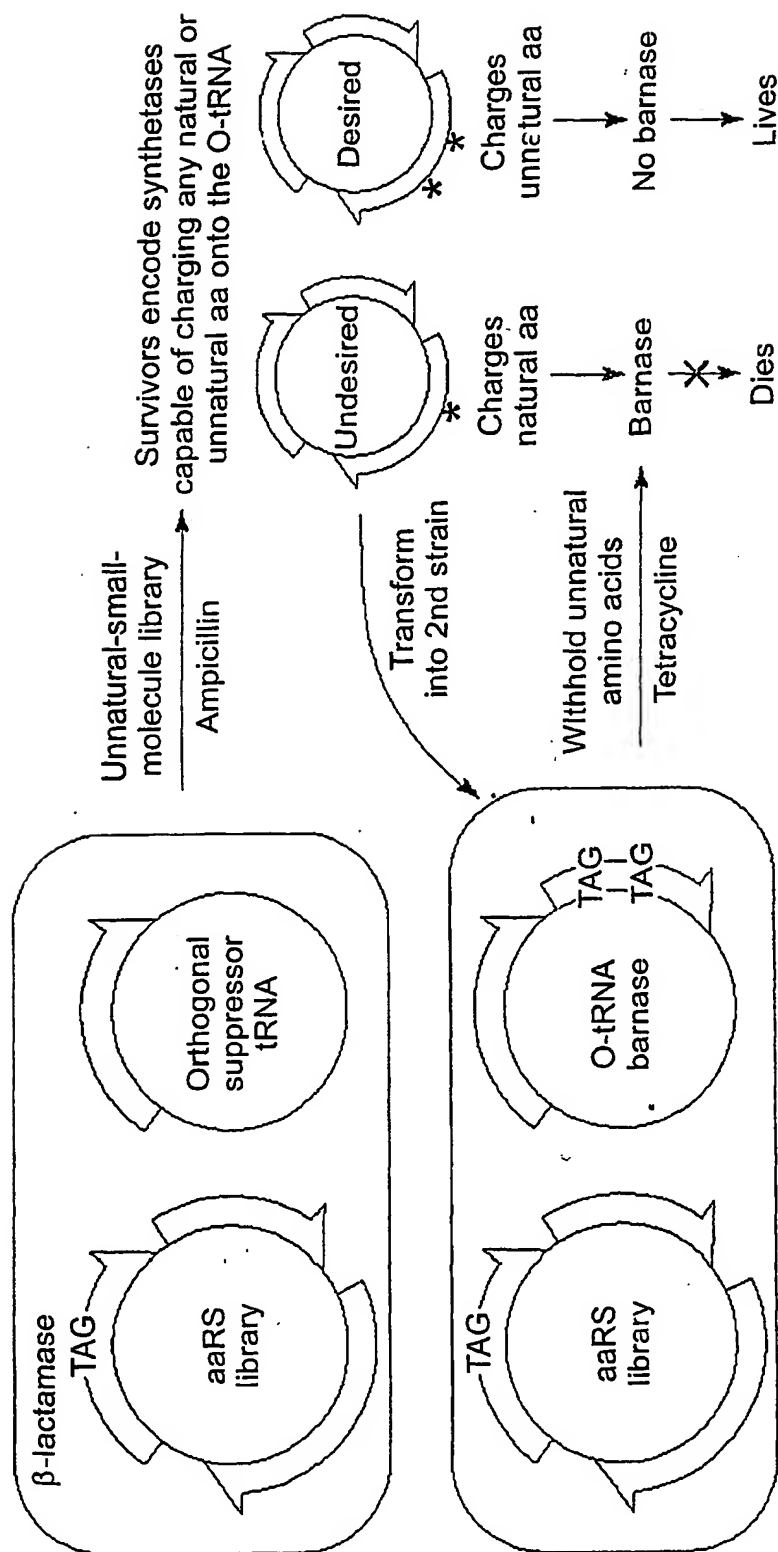 β-lactamase
TAG
aaRS
library
Orthogonal
suppressor
tRNA
Unnatural-small-
molecule library
Ampicillin
Survivors encode synthetases
capable of charging any natural or
unnatural aa onto the O-tRNA
Undesired
*
Charges
natural aa
Barnase
X
Dies
Desired
* *
Charges
unnatural aa
No barnase
Lives
Transform
into 2nd strain
TAG
aaRS
library
O-tRNA
barnase
TAG
TAG
Withhold unnatural
amino acids
Tetracycline